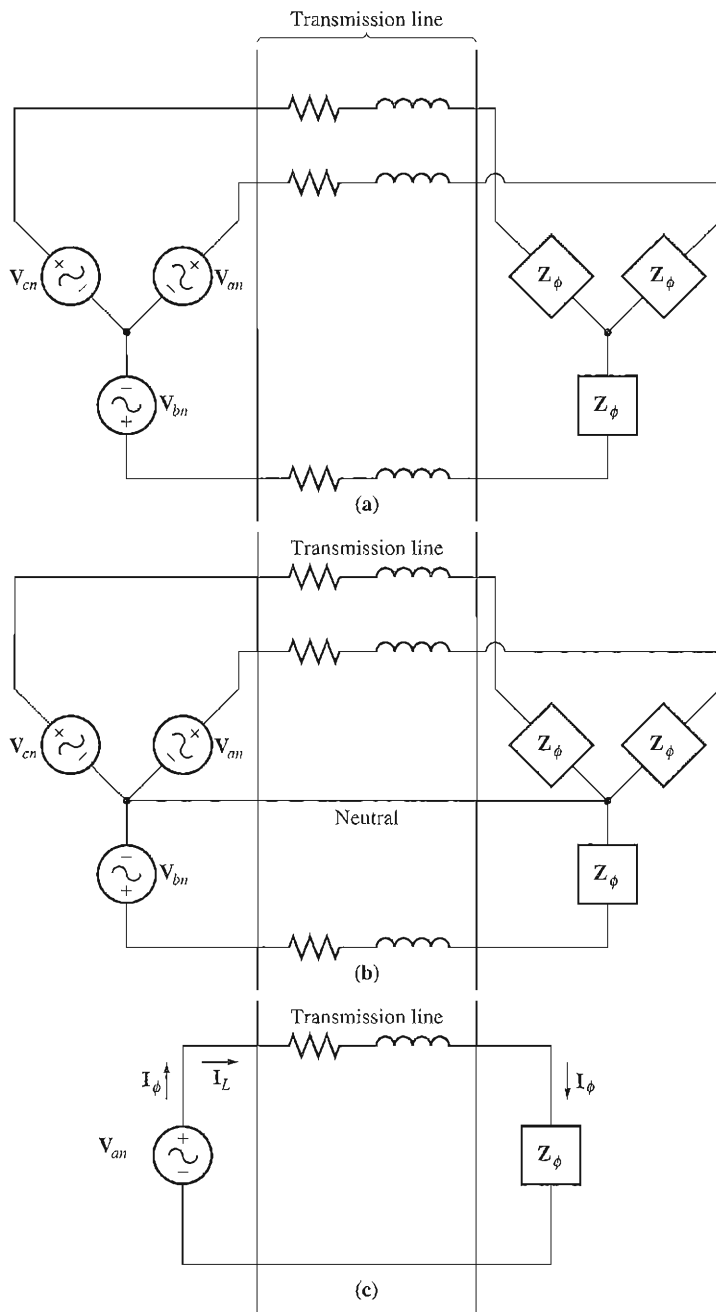 Transmission line
V_cn V_an Z_ϕ Z_ϕ
V_bn Z_ϕ
(a)
Transmission line
V_cn V_an Z_ϕ Z_ϕ
Neutral
V_bn Z_ϕ
(b)
Transmission line
I_ϕ I_L I_ϕ
V_an Z_ϕ
(c)